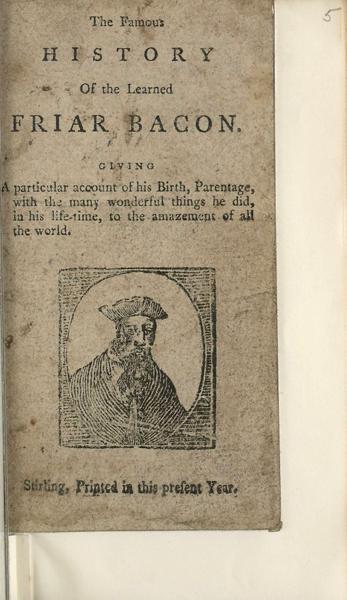 5
The Famous
HISTORY
Of the Learned
FRIAR BACON.
GIVING
A particular account of his Birth, Parentage,
with the many wonderful things he did,
in his life-time, to the amazement of all
the world.
Stirling, Printed in this preſent Year.